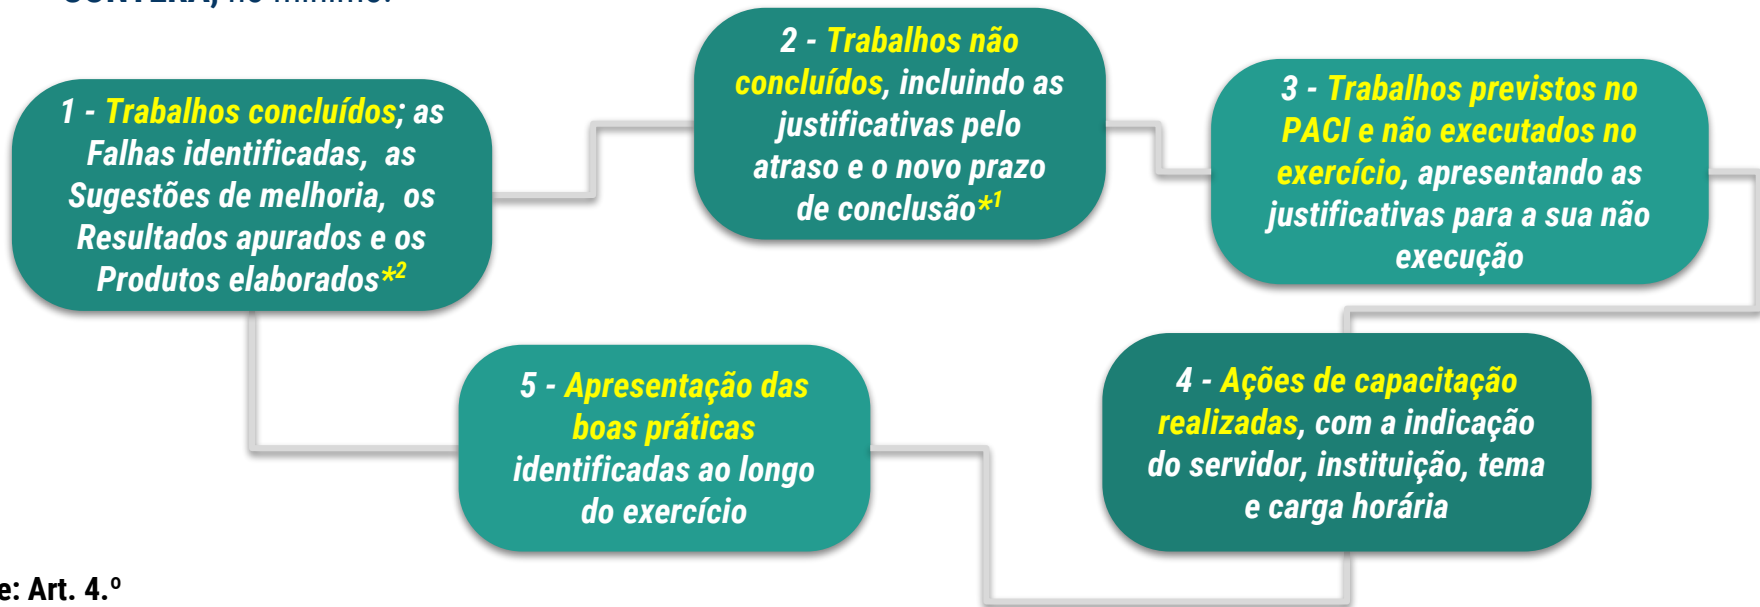 CONTERÁ, no mínimo:
1 - Trabalhos concluídos; as
Falhas identificadas, as
Sugestões de melhoria, os
Resultados apurados e os
Produtos elaborados*2
2 - Trabalhos não
concluídos, incluindo as
justificativas pelo
atraso e o novo prazo
de conclusão*1
3 - Trabalhos previstos no
PACI e não executados no
exercício, apresentando as
justificativas para a sua não
execução
4 - Ações de capacitação
realizadas, com a indicação
do servidor, instituição, tema
e carga horária
5 - Apresentação das
boas práticas
identificadas ao longo
do exercício
e: Art. 4.º